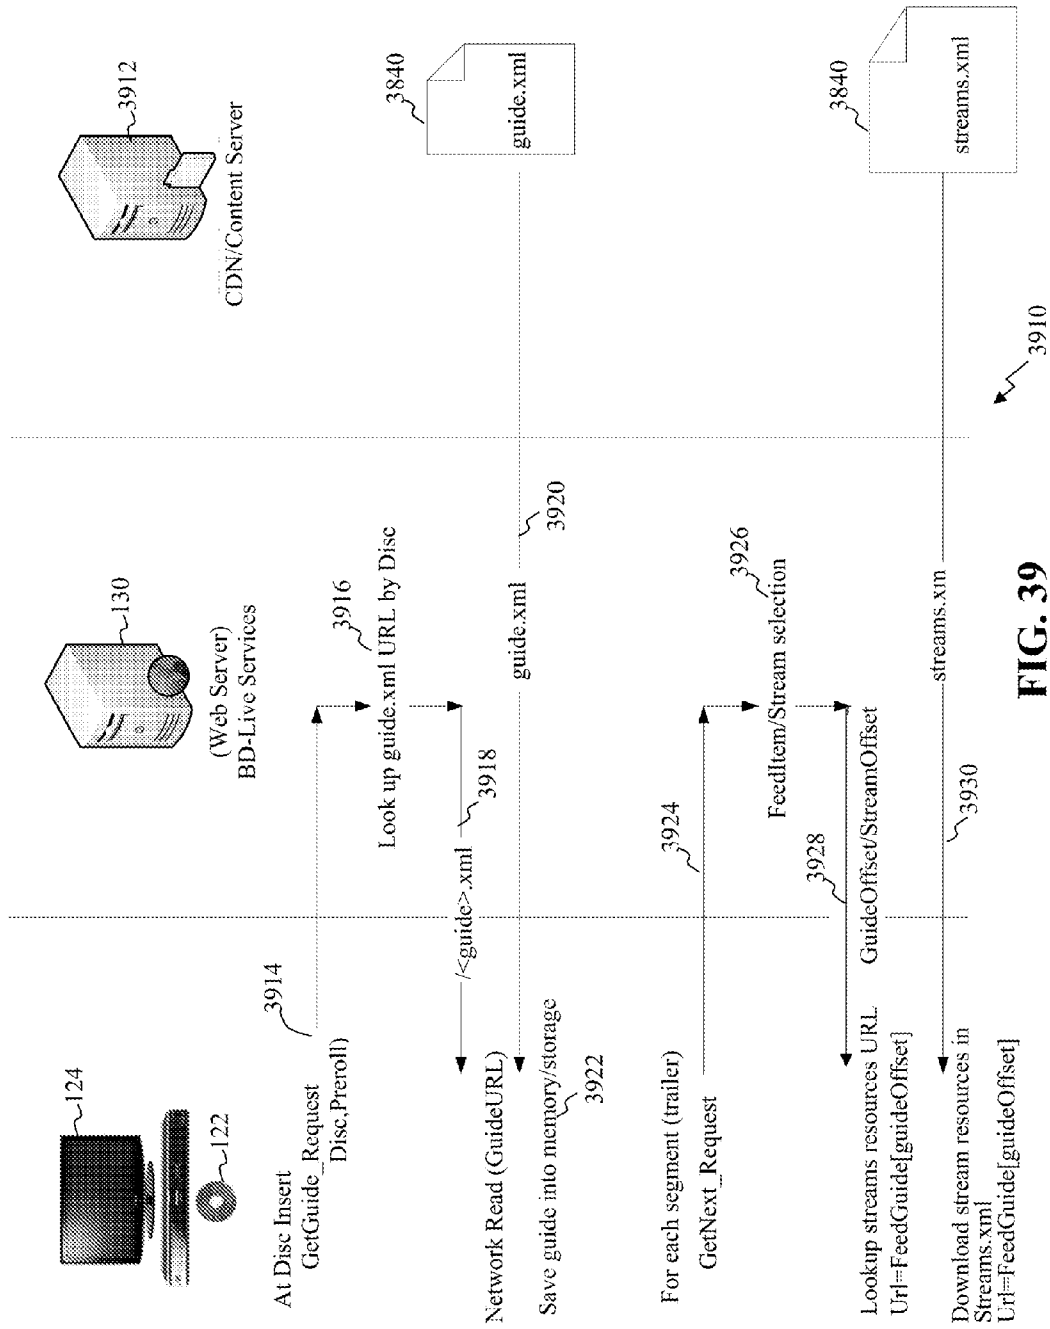 124
122
130
(Web Server)
BD-Live Services
3912
CDN/Content Server
At Disc Insert
GetGuide_Request
Disc,Preroll)
3914
Look up guide.xml URL by Disc
3916
/<guide>.xml
3918
Network Read (GuideURL)
guide.xml
3920
guide.xml
3840
Save guide into memory/storage
3922
For each segment (trailer)
GetNext_Request
3924
FeedItem/Stream selection
3926
3928
Lookup streams resources URL
Url=FeedGuide[guideOffset]
GuideOffset/StreamOffset
Download stream resources in
Streams.xml
Url=FeedGuide[guideOffset]
3930
streams.xm
streams.xml
3840
3910
FIG. 39